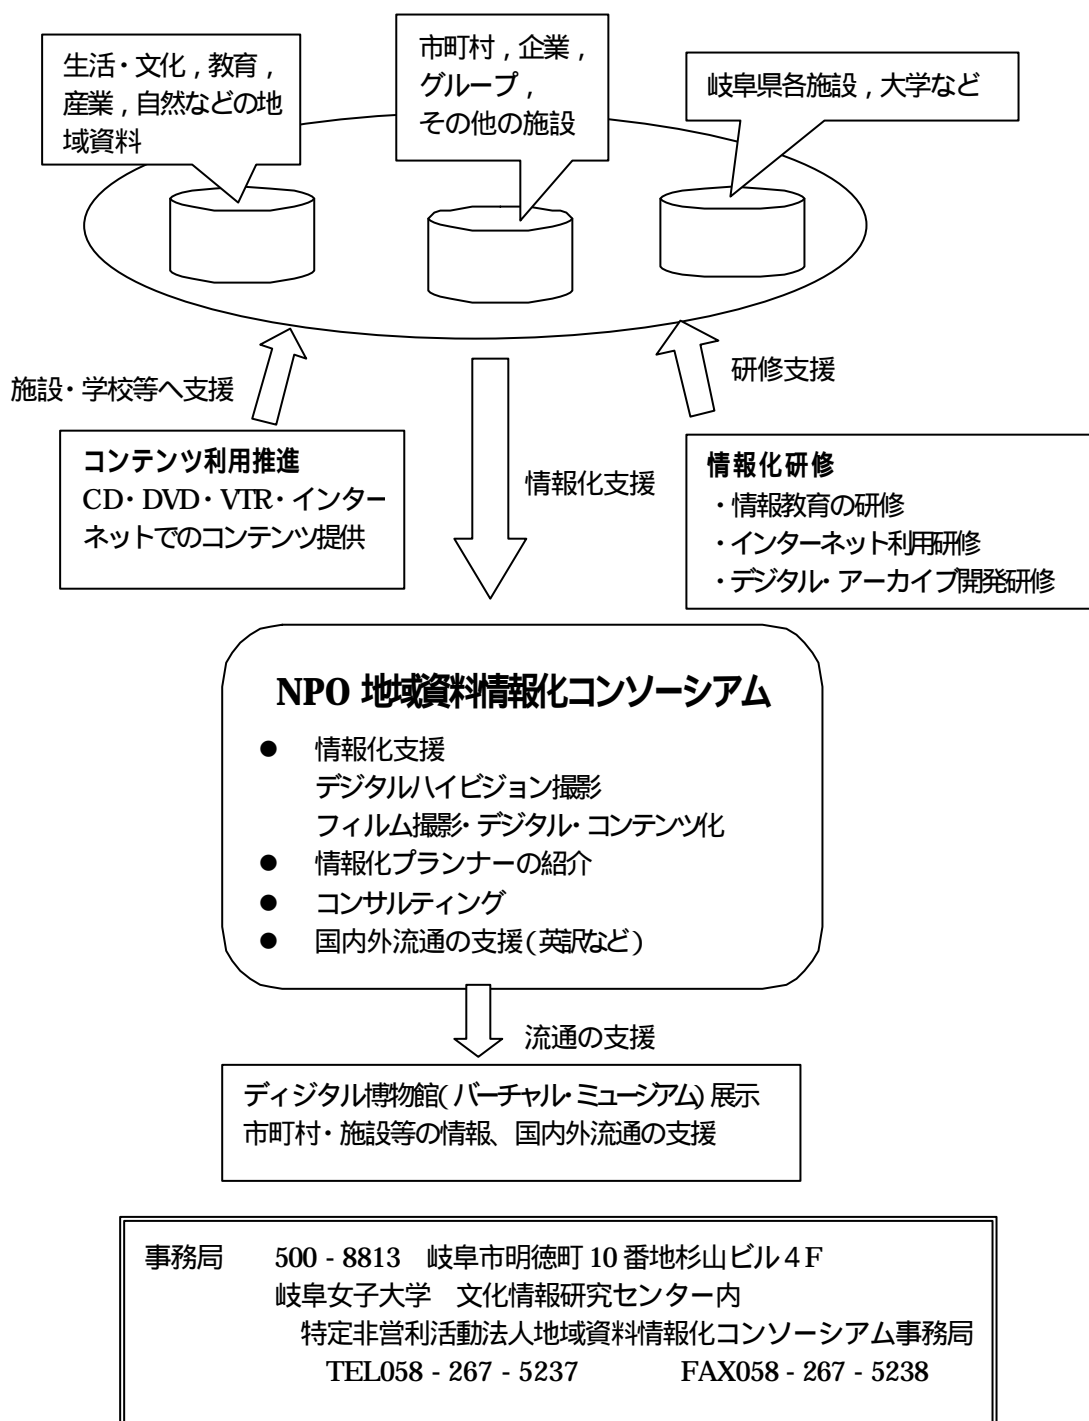 生活・文化，教育，
産業，自然などの地
域資料
市町村，企業，
グループ，
その他の施設
岐阜県各施設，大学など
施設・学校等へ支援
研修支援
コンテンツ利用推進
CD・DVD・VTR・インター
ネットでのコンテンツ提供
情報化支援
情報化研修
・情報教育の研修
・インターネット利用研修
・デジタル・アーカイブ開発研修
NPO 地域資料情報化コンソーシアム
● 情報化支援
デジタルハイビジョン撮影
フィルム撮影・デジタル・コンテンツ化
● 情報化プランナーの紹介
● コンサルティング
● 国内外流通の支援(英訳など)
流通の支援
ディジタル博物館(バーチャル・ミュージアム)展示
市町村・施設等の情報、国内外流通の支援
事務局　500 - 8813　岐阜市明徳町 10 番地杉山ビル４F
岐阜女子大学　文化情報研究センター内
特定非営利活動法人地域資料情報化コンソーシアム事務局
TEL058 - 267 - 5237　FAX058 - 267 - 5238